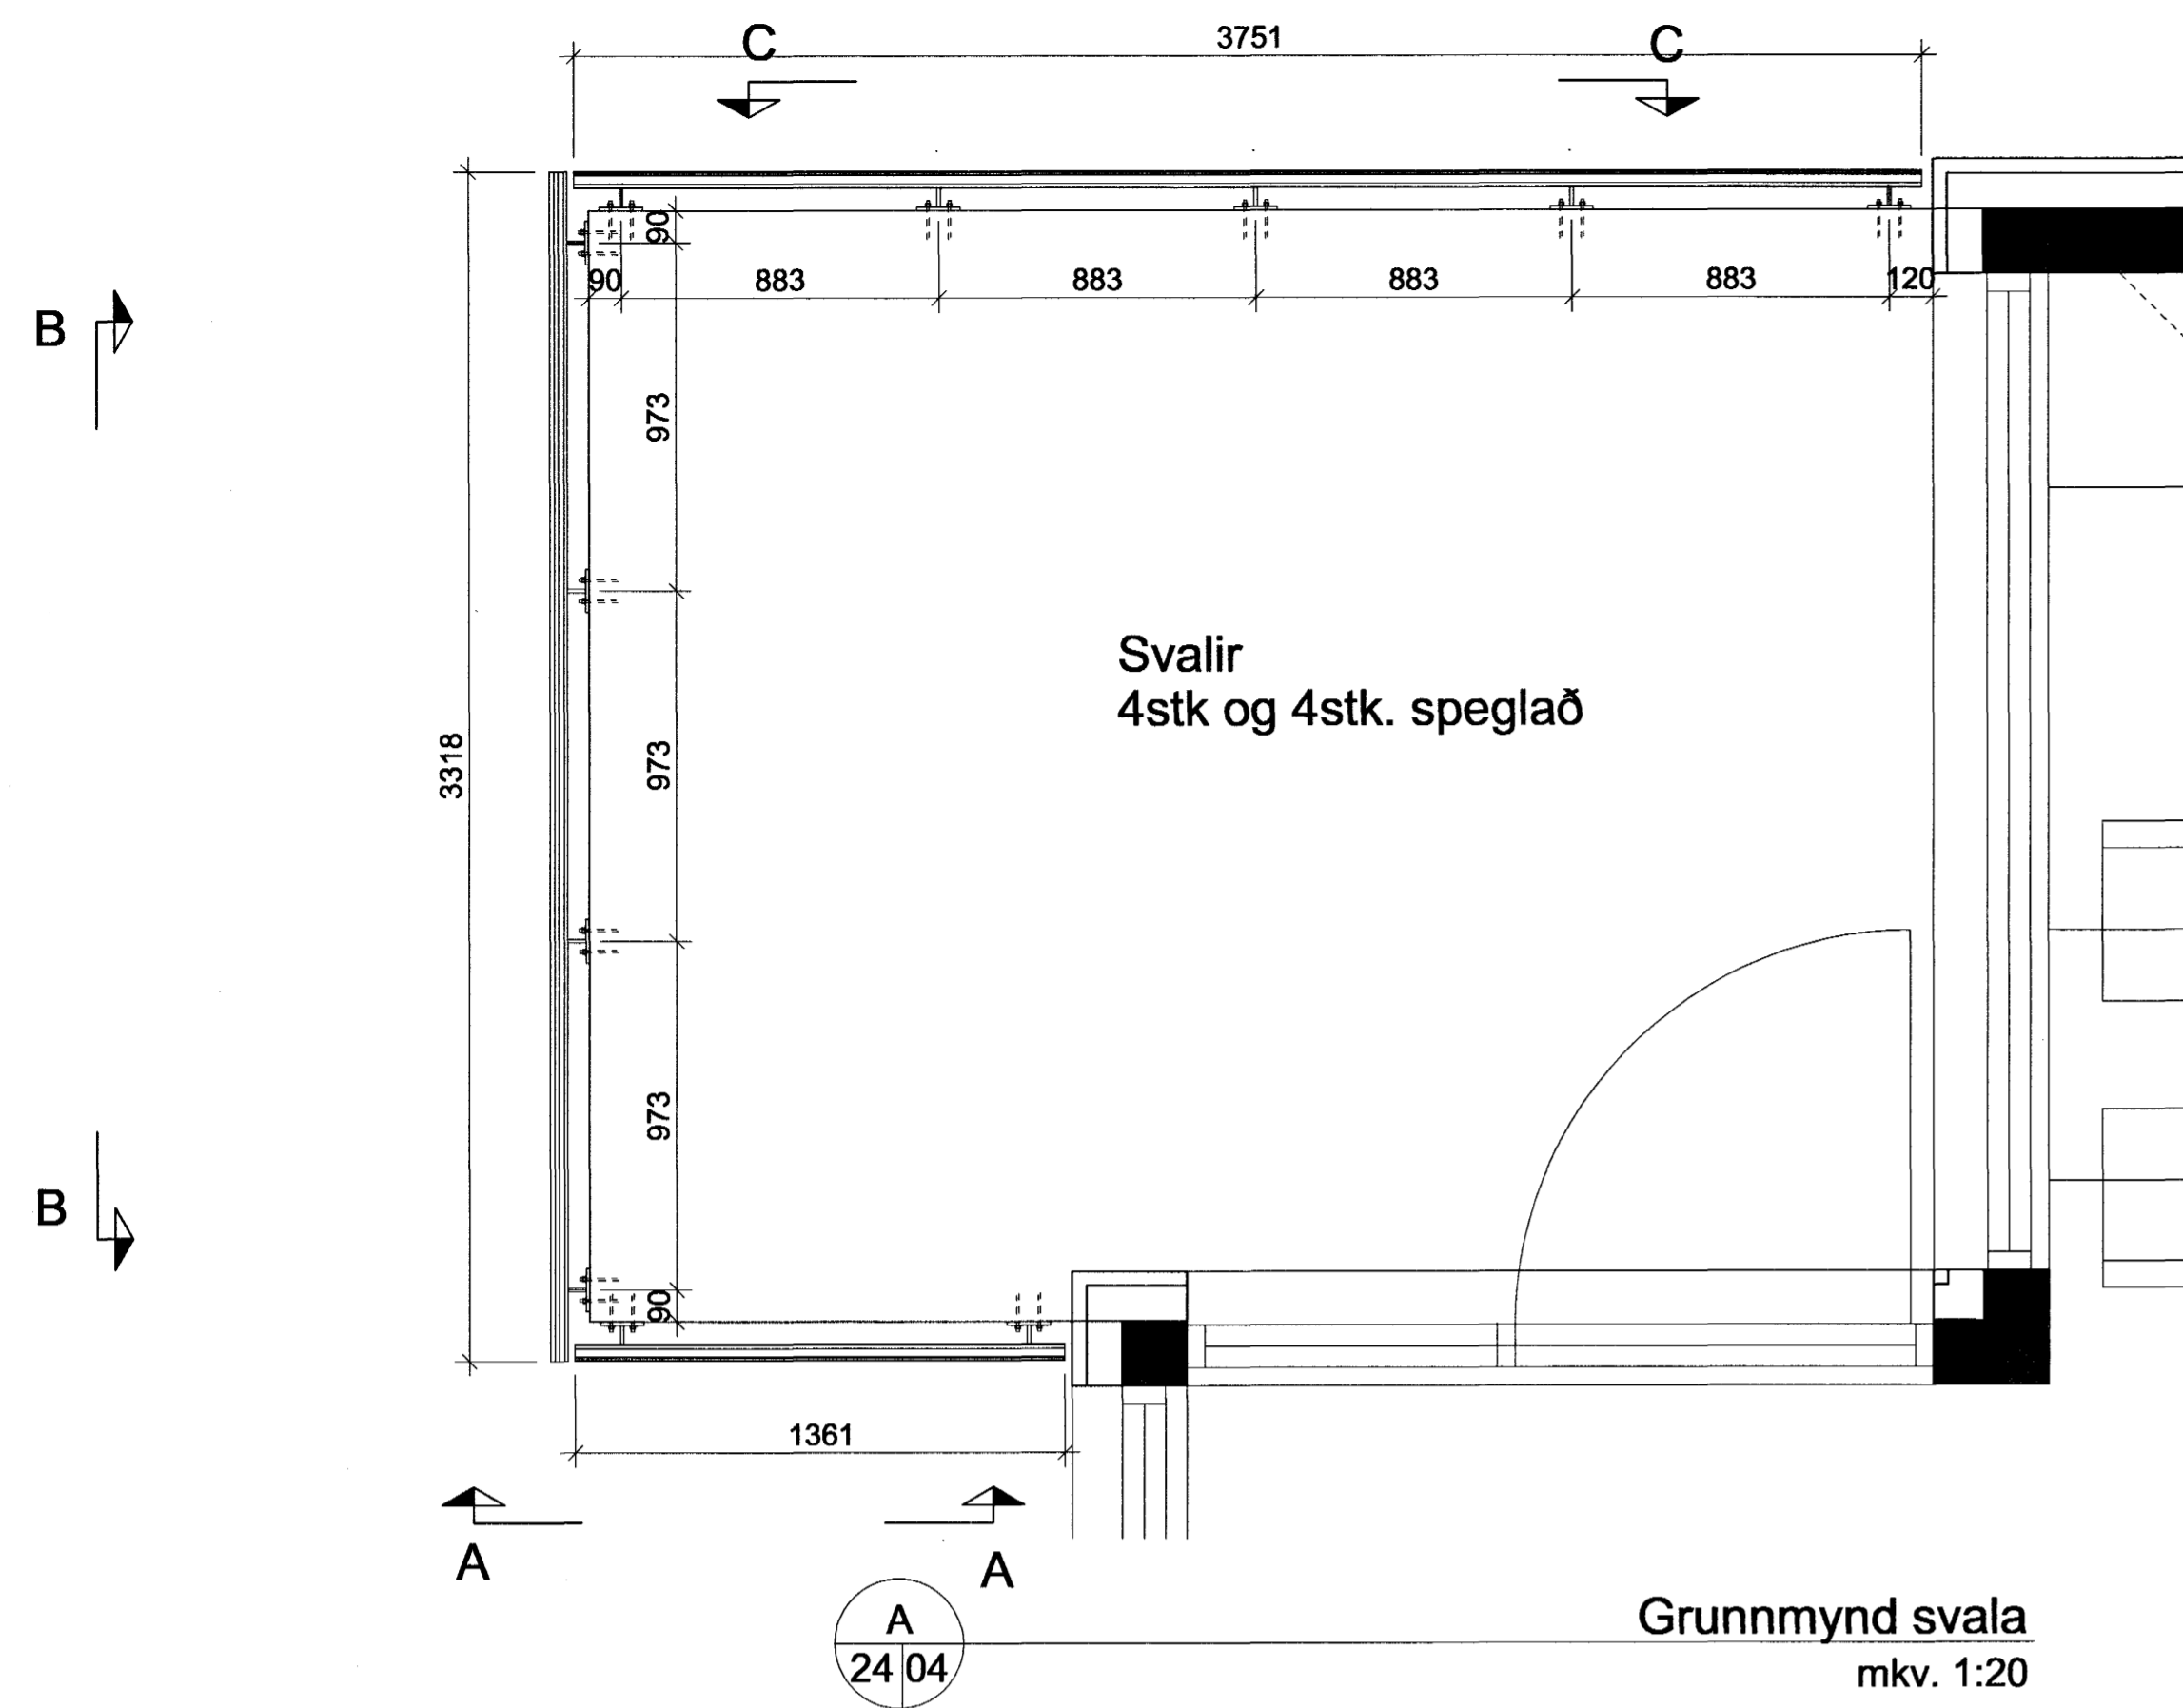 C
3751
C
90
90
883
883
883
883
120
B
973
Svalir
4stk og 4stk. speglað
3318
973
973
B
90
1361
A
A
A
24 04
Grunnmynd svala
mkv. 1:20